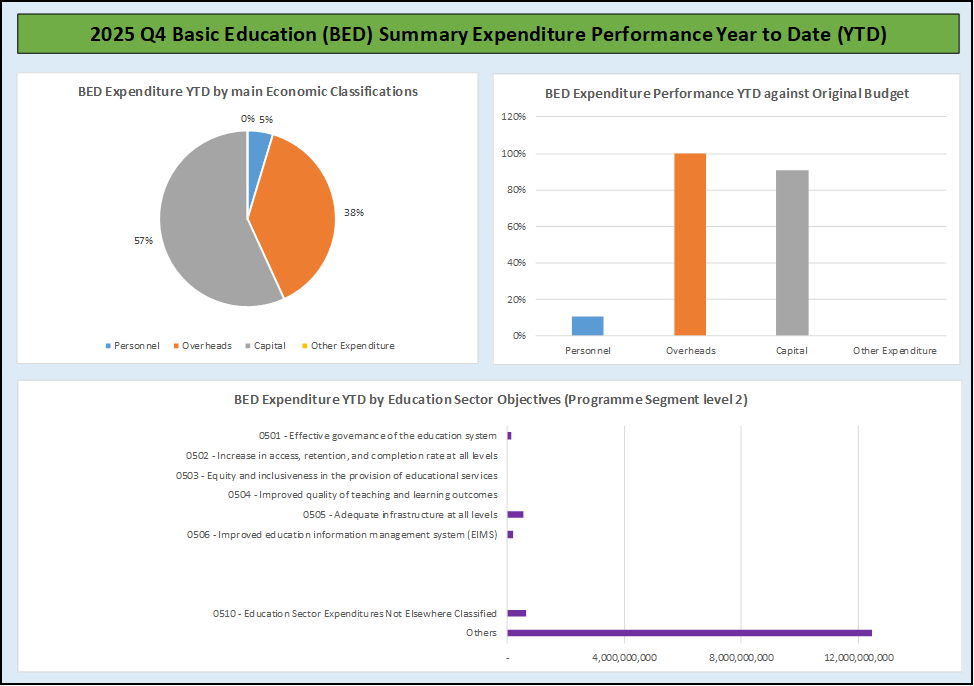 2025 Q4 Basic Education (BED) Summary Expenditure Performance Year to Date (YTD)
BED Expenditure YTD by main Economic Classifications
0% 5%
38%
57%
Personnel Overheads Capital Other Expenditure
BED Expenditure Performance YTD against Original Budget
120%
100%
80%
60%
40%
20%
0%
Personnel Overheads Capital Other Expenditure
BED Expenditure YTD by Education Sector Objectives (Programme Segment level 2)
0501 - Effective governance of the education system
0502 - Increase in access, retention, and completion rate at all levels
0503 - Equity and inclusiveness in the provision of educational services
0504 - Improved quality of teaching and learning outcomes
0505 - Adequate infrastructure at all levels
0506 - Improved education information management system (EIMS)
0510 - Education Sector Expenditures Not Elsewhere Classified
Others
- 4,000,000,000 8,000,000,000 12,000,000,000